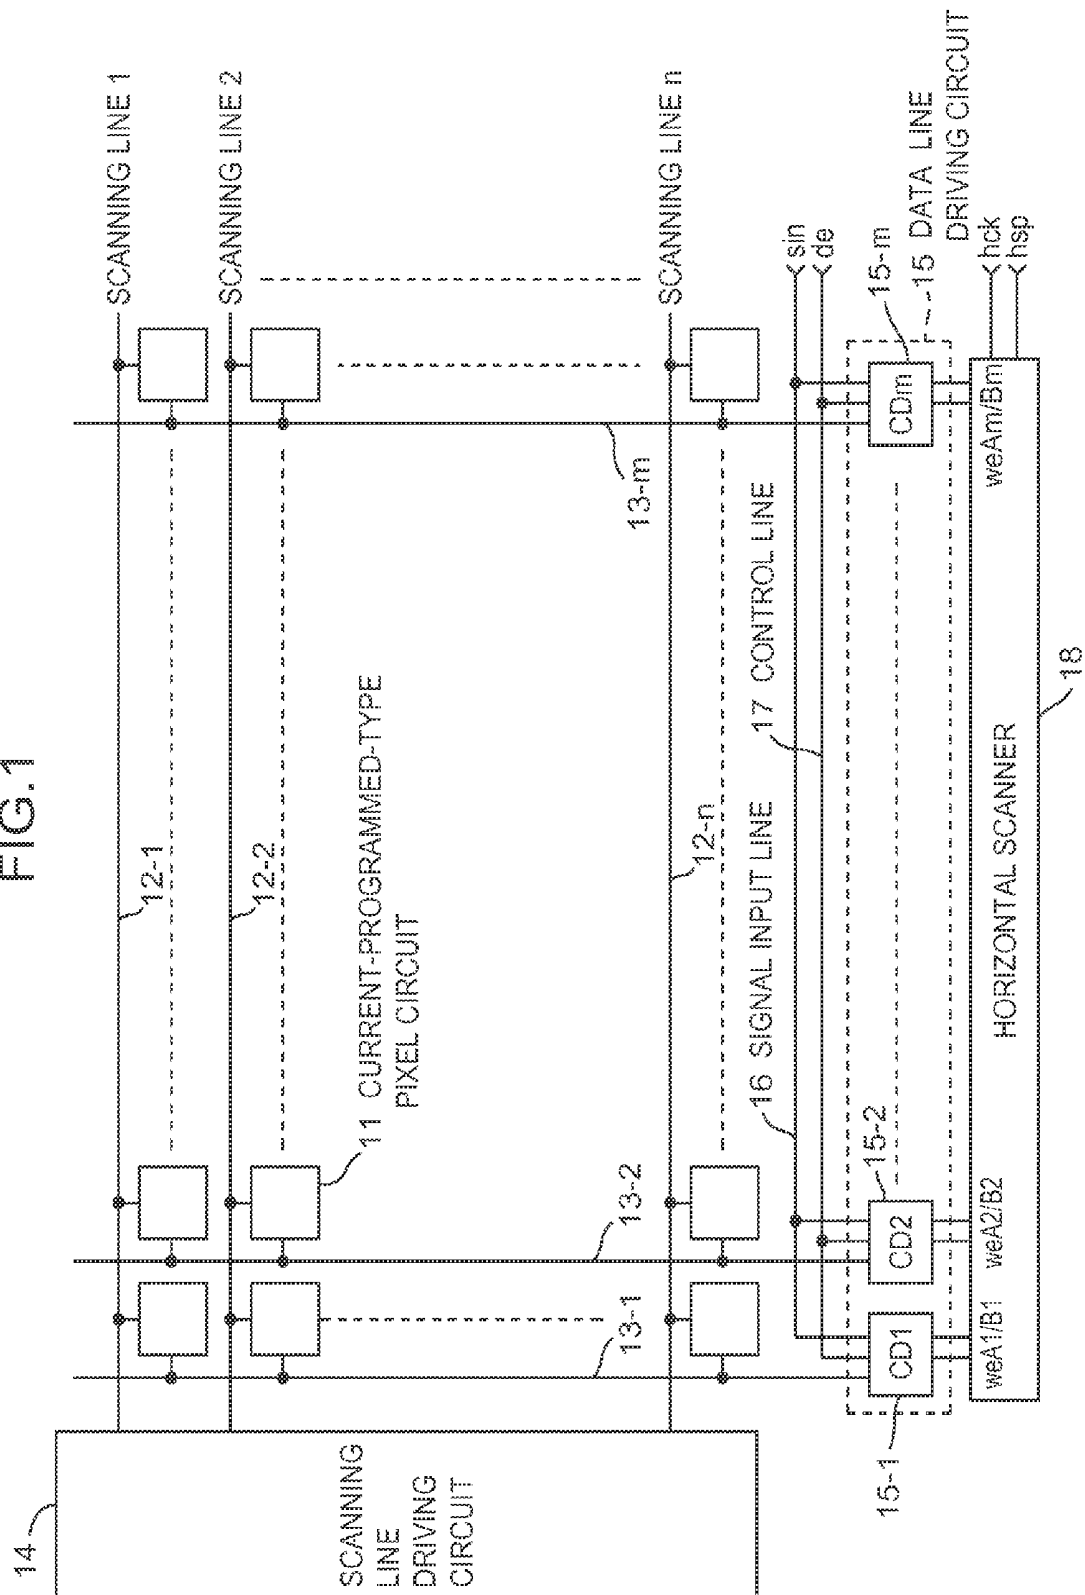 FIG.1
14
SCANNING
LINE
DRIVING
CIRCUIT
12-1
SCANNING LINE 1
12-2
SCANNING LINE 2
11 CURRENT-PROGRAMMED-TYPE
PIXEL CIRCUIT
13-1
13-2
13-m
12-n
SCANNING LINE n
16 SIGNAL INPUT LINE
17 CONTROL LINE
sin
de
15-1
CD1
CD2
15-2
CDm
15-m
15 DATA LINE
DRIVING CIRCUIT
weA1/B1
weA2/B2
weAm/Bm
HORIZONTAL SCANNER
hck
hsp
18